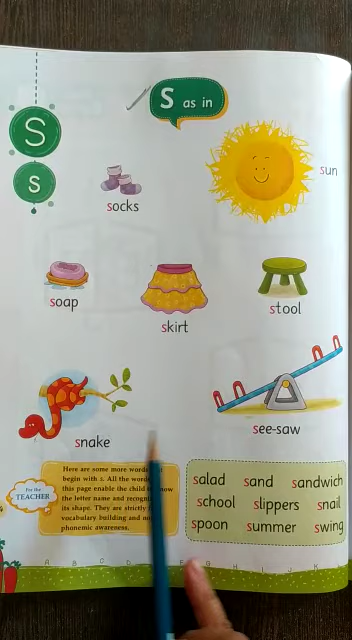 S as in
S
s
sun
socks
soap
skirt
stool
snake
see-saw
For the
TEACHER
Here are some more words
begin with s. All the words
this page enable the child
the letter name and
its shape. They are strictly
vocabulary building and
phonemic awareness.
salad sand sandwich
school slippers snail
spoon summer swing
A B C D G H I J K